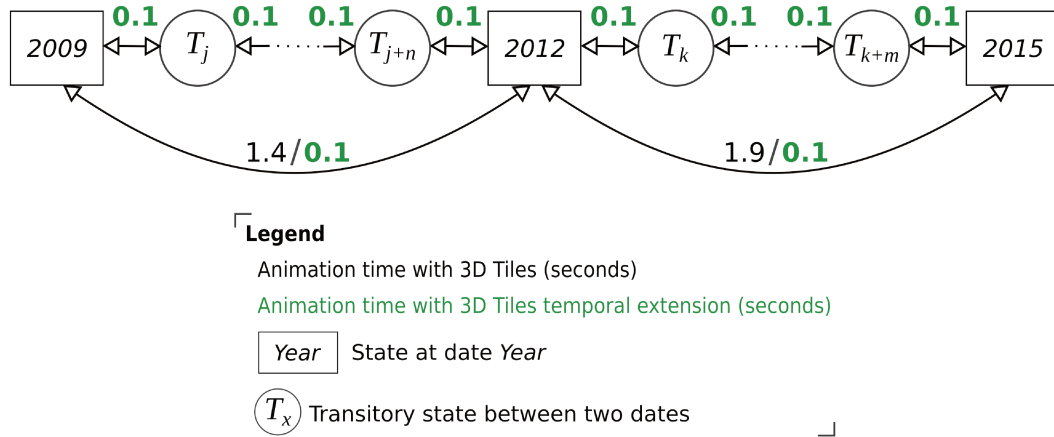 0.1 0.1 0.1 0.1 0.1 0.1 0.1 0.1
2009 Tj Tj+n 2012 Tk Tk+m 2015
1.4/0.1 1.9/0.1
Legend
Animation time with 3D Tiles (seconds)
Animation time with 3D Tiles temporal extension (seconds)
Year State at date Year
Tx Transitory state between two dates